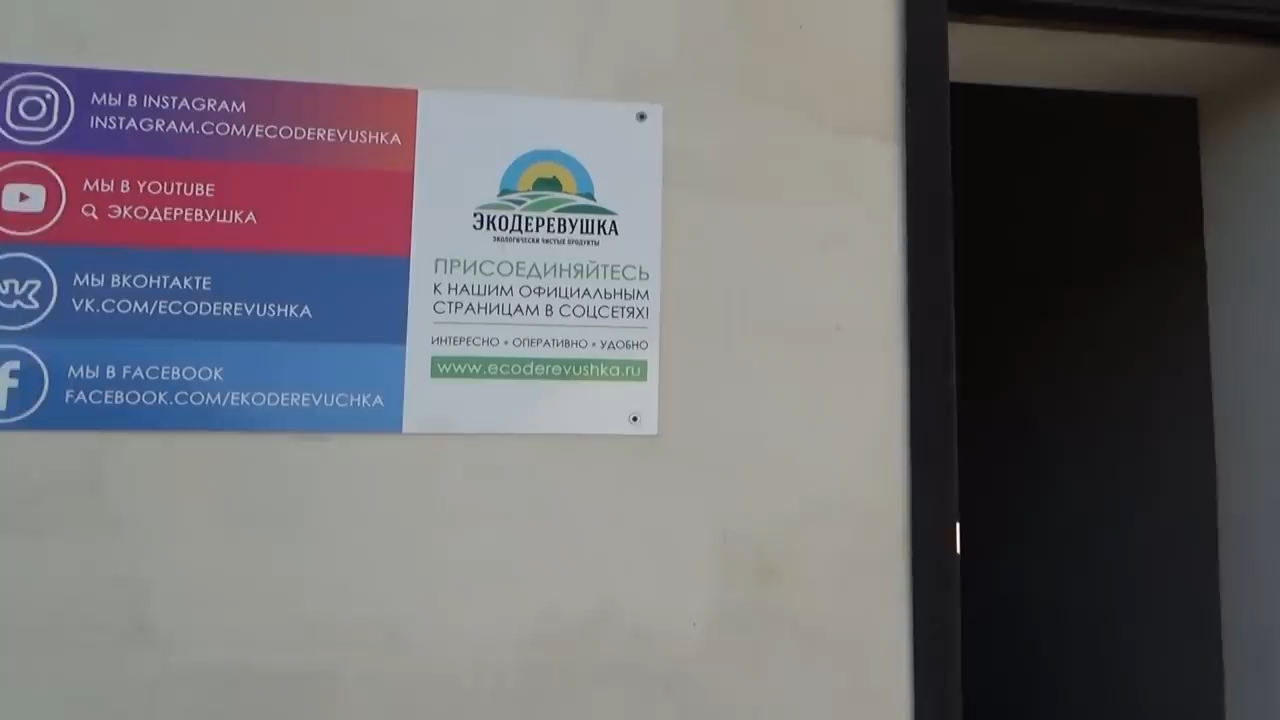 МЫ В INSTAGRAM
INSTAGRAM.COM/ECODEREVUSHKA
МЫ В YOUTUBE
ЭКОДЕРЕВУШКА
МЫ ВКОНТАКТЕ
VK.COM/ECODEREVUSHKA
МЫ В FACEBOOK
FACEBOOK.COM/EKODEREVUCHKA
ЭКОДЕРЕВУШКА
ЭКОЛОГИЧЕСКИ ЧИСТЫЕ ПРОДУКТЫ
ПРИСОЕДИНЯЙТЕСЬ
К НАШИМ ОФИЦИАЛЬНЫМ
СТРАНИЦАМ В СОЦСЕТЯХ!
ИНТЕРЕСНО • ОПЕРАТИВНО • УДОБНО
www.ecoderevushka.ru